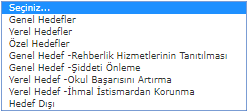 Seçiniz...
Genel Hedefler
Yerel Hedefler
Özel Hedefler
Genel Hedef -Rehberlik Hizmetlerinin Tanıtılması
Genel Hedef -Şiddeti Önleme
Yerel Hedef -Okul Başarısını Artırma
Yerel Hedef -İhmal İstismardan Korunma
Hedef Dışı